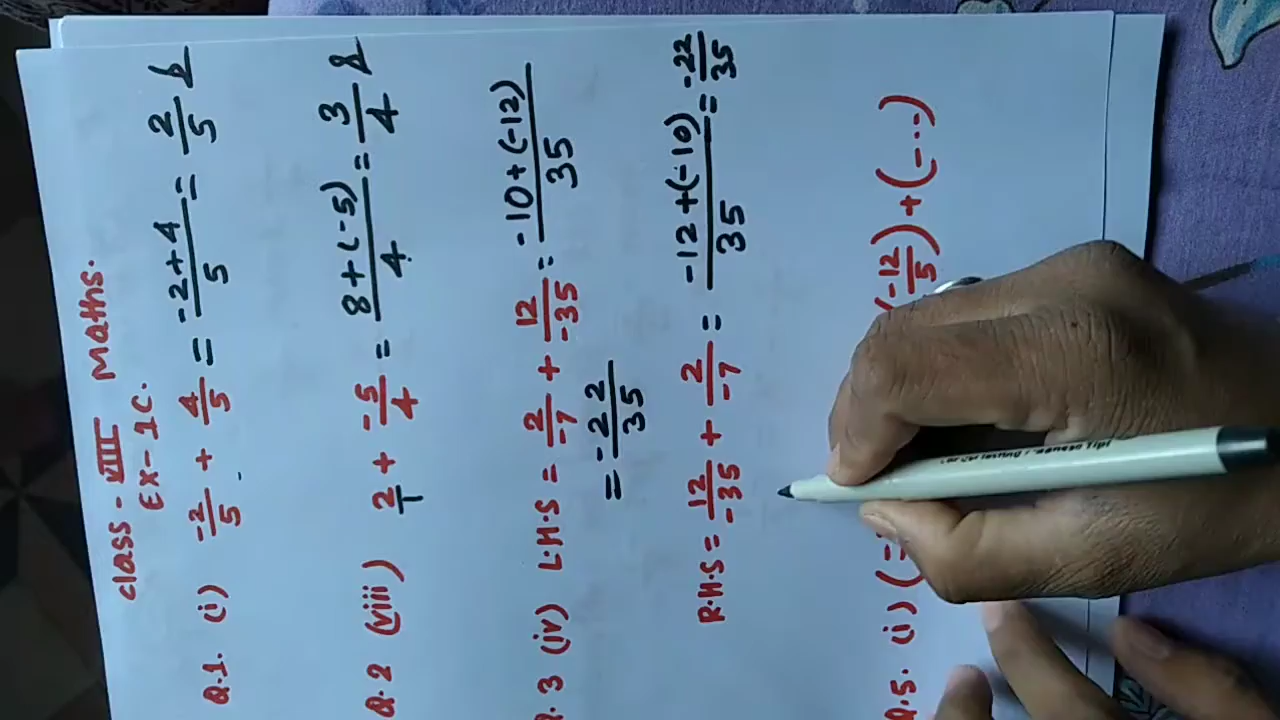 Class - VIII Maths.
Ex - 1C.
Q.1. (i) -2/5 + 4/5 = -2+4/5 = 2/5
Q.2 (viii) 2/1 + -5/4 = 8+(-5)/4 = 3/4
Q.3 (iv) L.H.S = 2/-7 + 12/-35 = -10+(-12)/35
= -22/35
R.H.S = 12/-35 + 2/-7 = -12+(-10)/35 = -22/35
Q.5. (i) ( -12/5) + (-...)